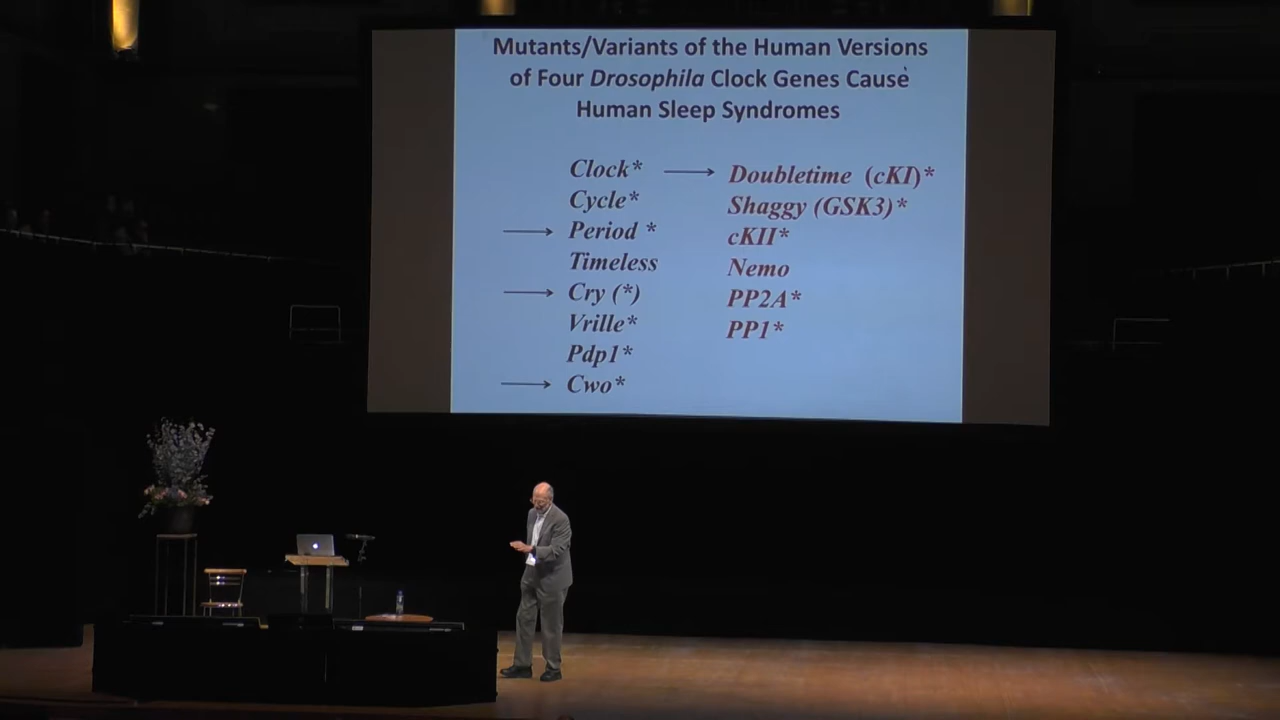 Mutants/Variants of the Human Versions
of Four Drosophila Clock Genes Cause
Human Sleep Syndromes
Clock*
Cycle*
Period *
Timeless
Cry (*)
Vrille*
Pdp1*
Cwo*
Doubletime (cKI)*
Shaggy (GSK3)*
cKII*
Nemo
PP2A*
PP1*